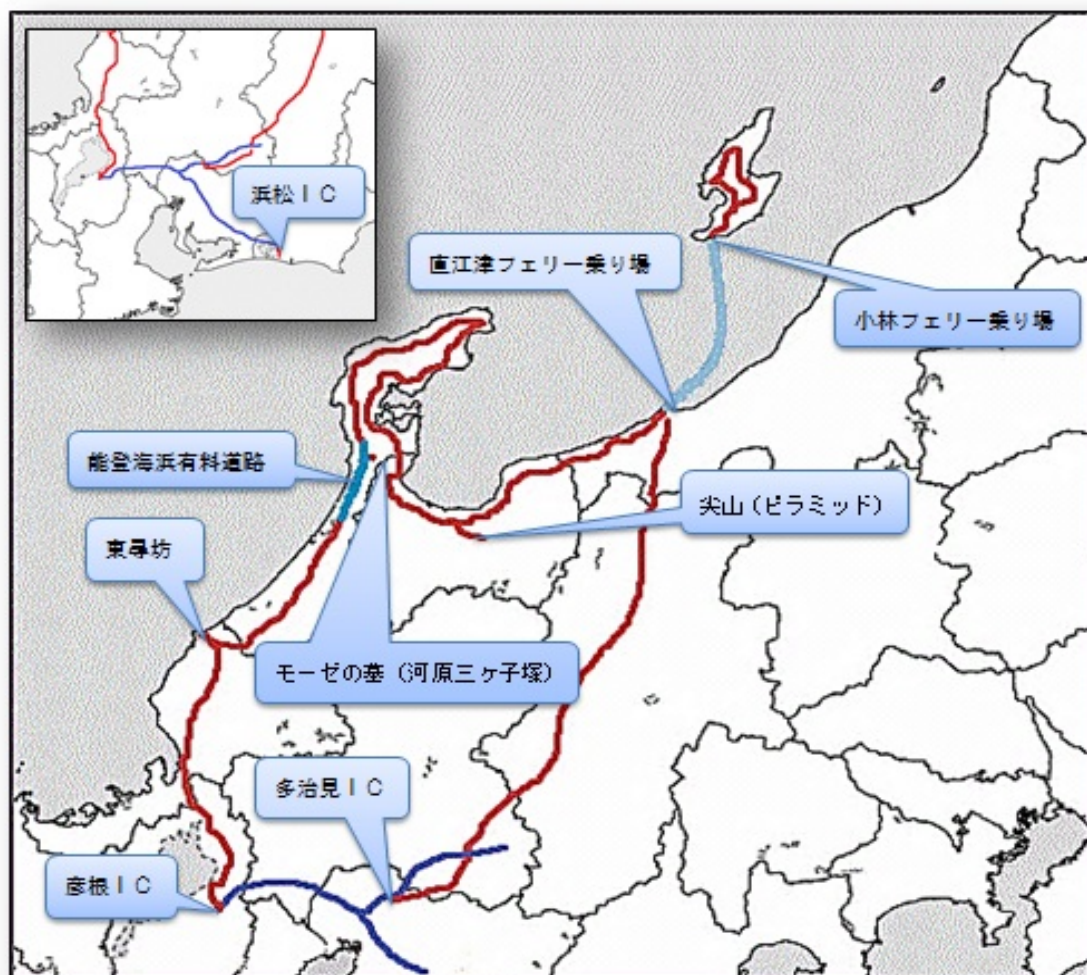 浜松ＩＣ
直江津フェリー乗り場
小林フェリー乗り場
能登海浜有料道路
尖山（ピラミッド）
東尋坊
モーゼの墓（河原三ヶ子塚）
多治見ＩＣ
彦根ＩＣ